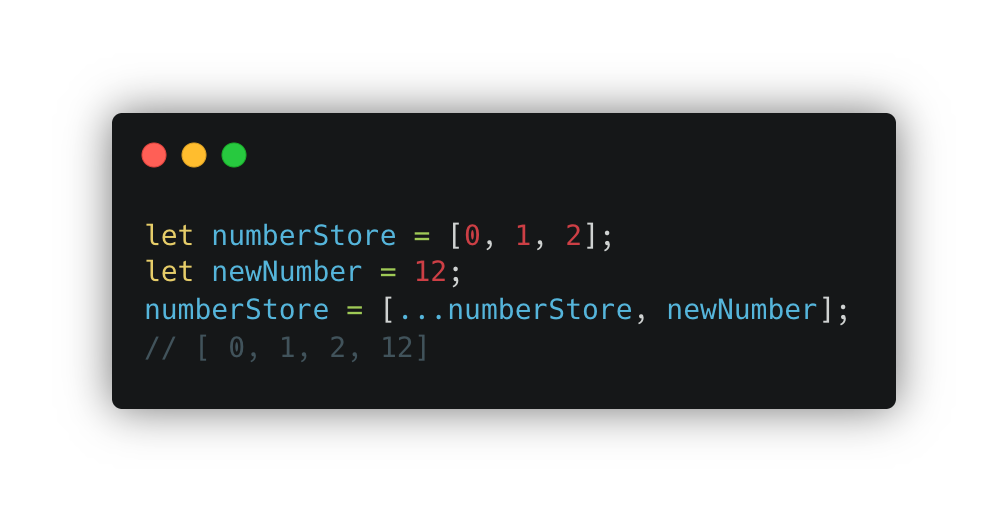 let numberStore = [0, 1, 2];
let newNumber = 12;
numberStore = [...numberStore, newNumber];
// [ 0, 1, 2, 12]